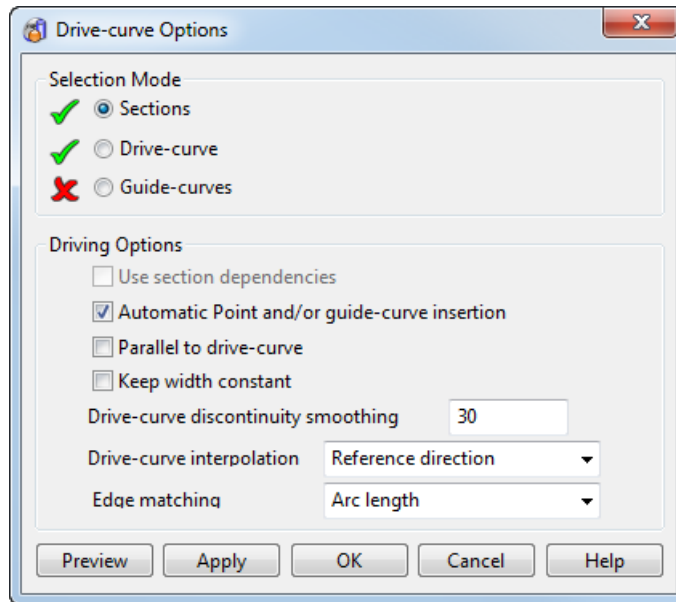 Drive-curve Options
Selection Mode
Sections
Drive-curve
Guide-curves
Driving Options
Use section dependencies
Automatic Point and/or guide-curve insertion
Parallel to drive-curve
Keep width constant
Drive-curve discontinuity smoothing 30
Drive-curve interpolation Reference direction
Edge matching Arc length
Preview Apply OK Cancel Help